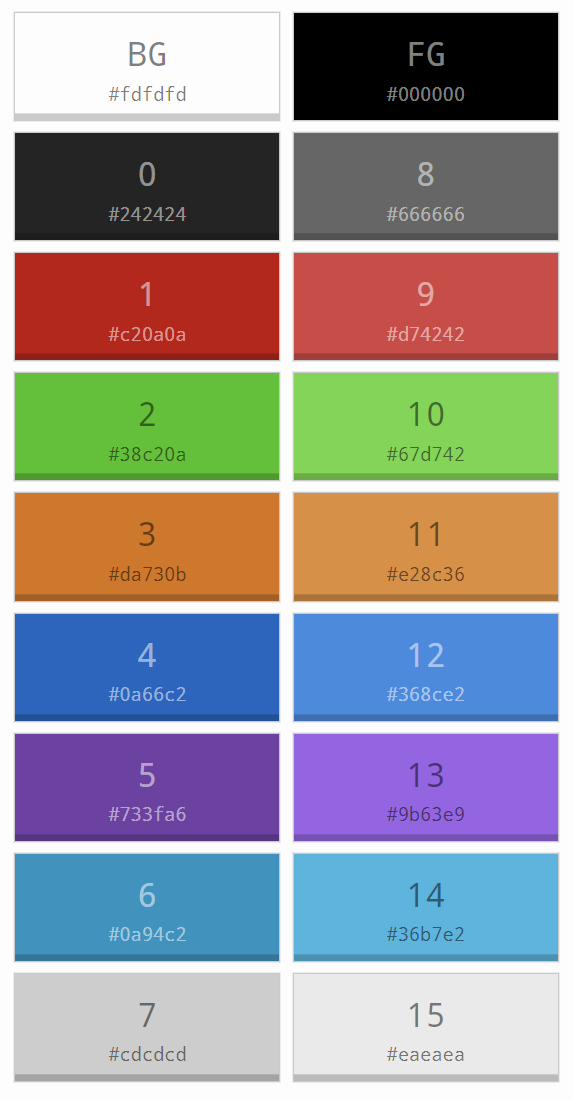 BG
#fdfdfd
FG
#000000
0
#242424
8
#666666
1
#c20a0a
9
#d74242
2
#38c20a
10
#67d742
3
#da730b
11
#e28c36
4
#0a66c2
12
#368ce2
5
#733fa6
13
#9b63e9
6
#0a94c2
14
#36b7e2
7
#cdcdcd
15
#eaeaea